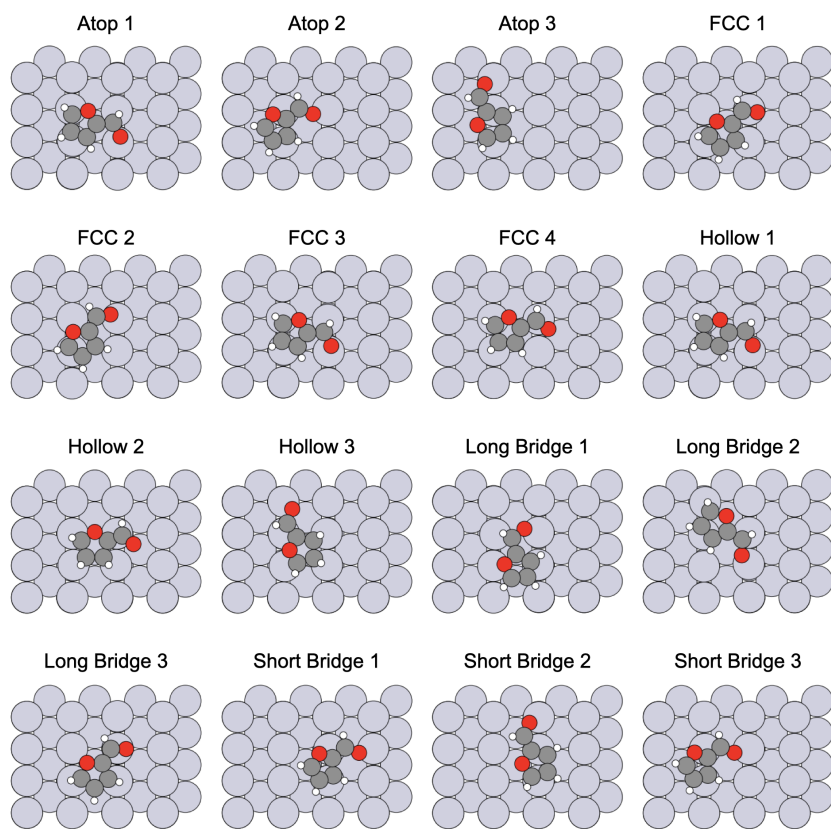 Atop 1
Atop 2
Atop 3
FCC 1
FCC 2
FCC 3
FCC 4
Hollow 1
Hollow 2
Hollow 3
Long Bridge 1
Long Bridge 2
Long Bridge 3
Short Bridge 1
Short Bridge 2
Short Bridge 3